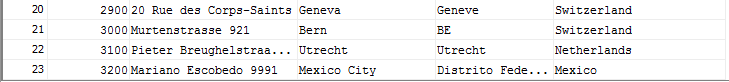 20 2900 20 Rue des Corps-Saints Geneva Geneve Switzerland
21 3000 Murtenstrasse 921 Bern BE Switzerland
22 3100 Pieter Breughelstraa... Utrecht Utrecht Netherlands
23 3200 Mariano Escobedo 9991 Mexico City Distrito Fede... Mexico